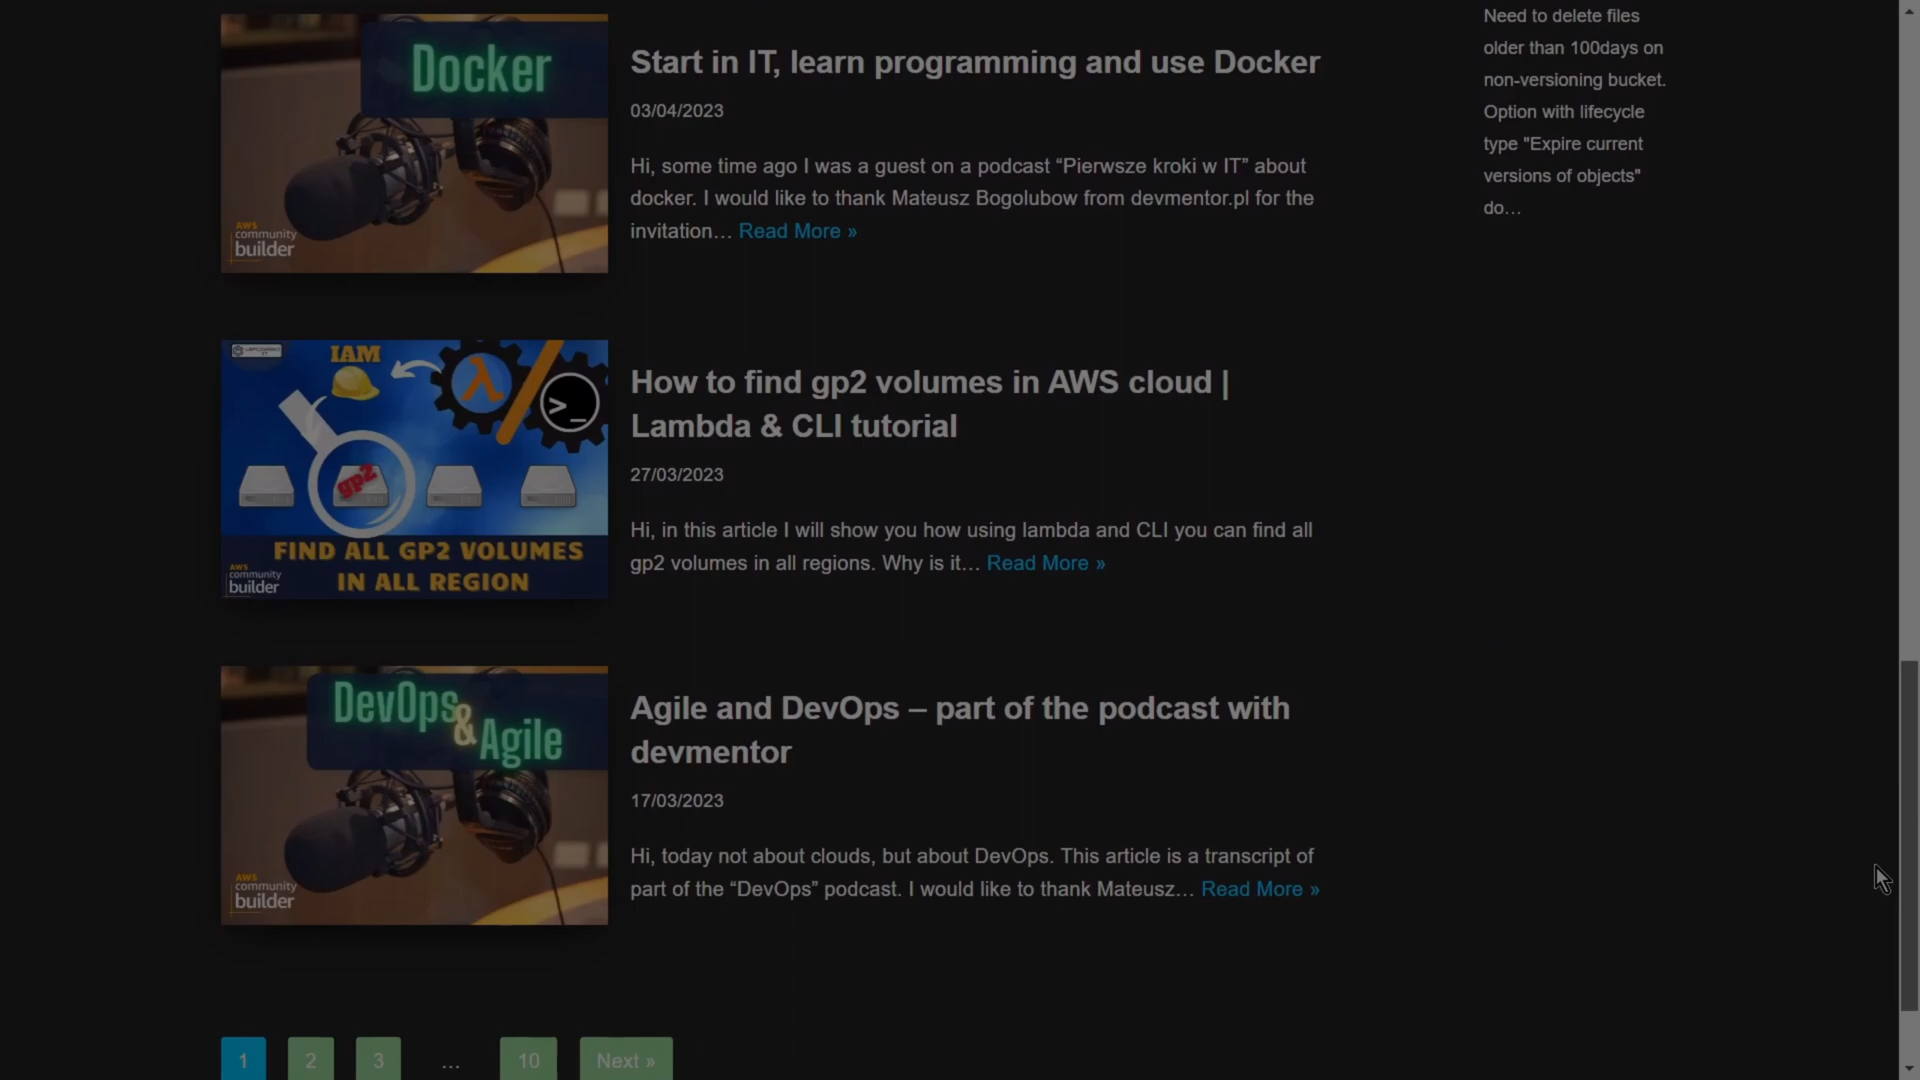 Docker
AWS
community
builder
Start in IT, learn programming and use Docker
03/04/2023
Hi, some time ago I was a guest on a podcast “Pierwsze kroki w IT” about
docker. I would like to thank Mateusz Bogolubow from devmentor.pl for the
invitation… Read More »
Need to delete files
older than 100days on
non-versioning bucket.
Option with lifecycle
type "Expire current
versions of objects"
do…
IAM
λ
>_
gp2
FIND ALL GP2 VOLUMES
IN ALL REGION
AWS
community
builder
How to find gp2 volumes in AWS cloud |
Lambda & CLI tutorial
27/03/2023
Hi, in this article I will show you how using lambda and CLI you can find all
gp2 volumes in all regions. Why is it… Read More »
DevOps
&
Agile
AWS
community
builder
Agile and DevOps – part of the podcast with
devmentor
17/03/2023
Hi, today not about clouds, but about DevOps. This article is a transcript of
part of the “DevOps” podcast. I would like to thank Mateusz… Read More »
1 2 3 … 10 Next »